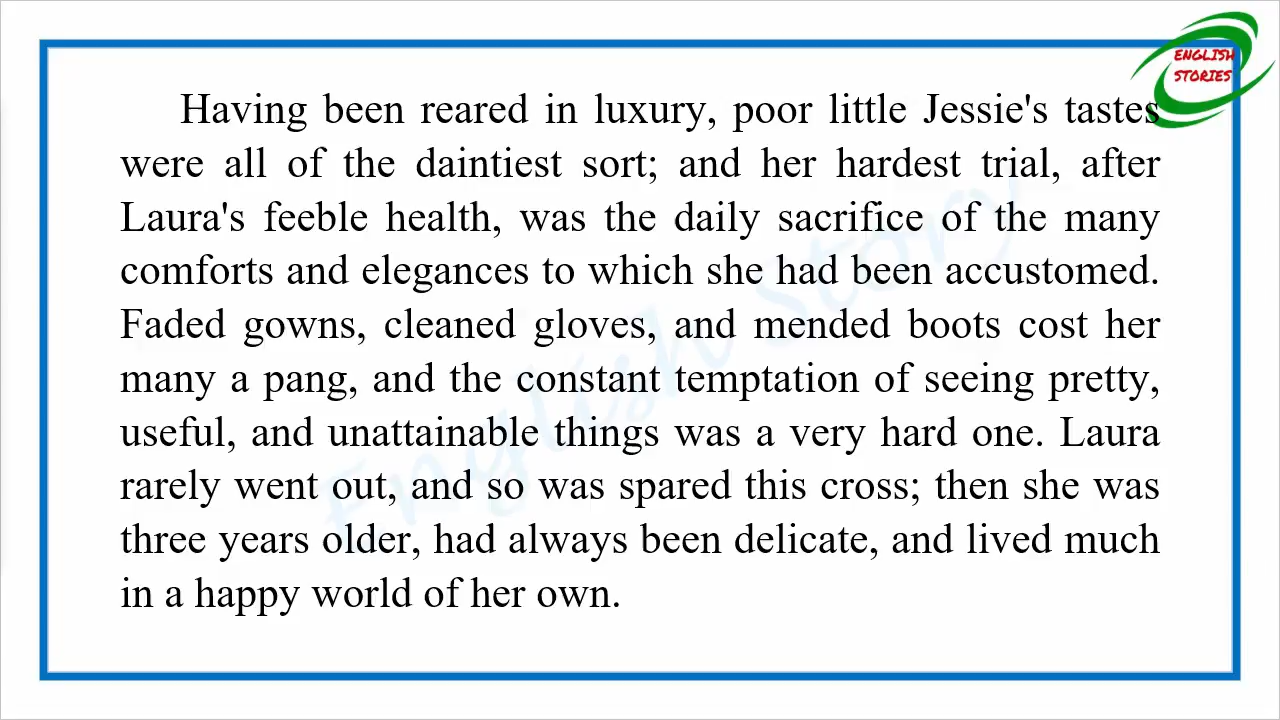 ENGLISH
STORIES
Having been reared in luxury, poor little Jessie's tastes
were all of the daintiest sort; and her hardest trial, after
Laura's feeble health, was the daily sacrifice of the many
comforts and elegances to which she had been accustomed.
Faded gowns, cleaned gloves, and mended boots cost her
many a pang, and the constant temptation of seeing pretty,
useful, and unattainable things was a very hard one. Laura
rarely went out, and so was spared this cross; then she was
three years older, had always been delicate, and lived much
in a happy world of her own.
English Story